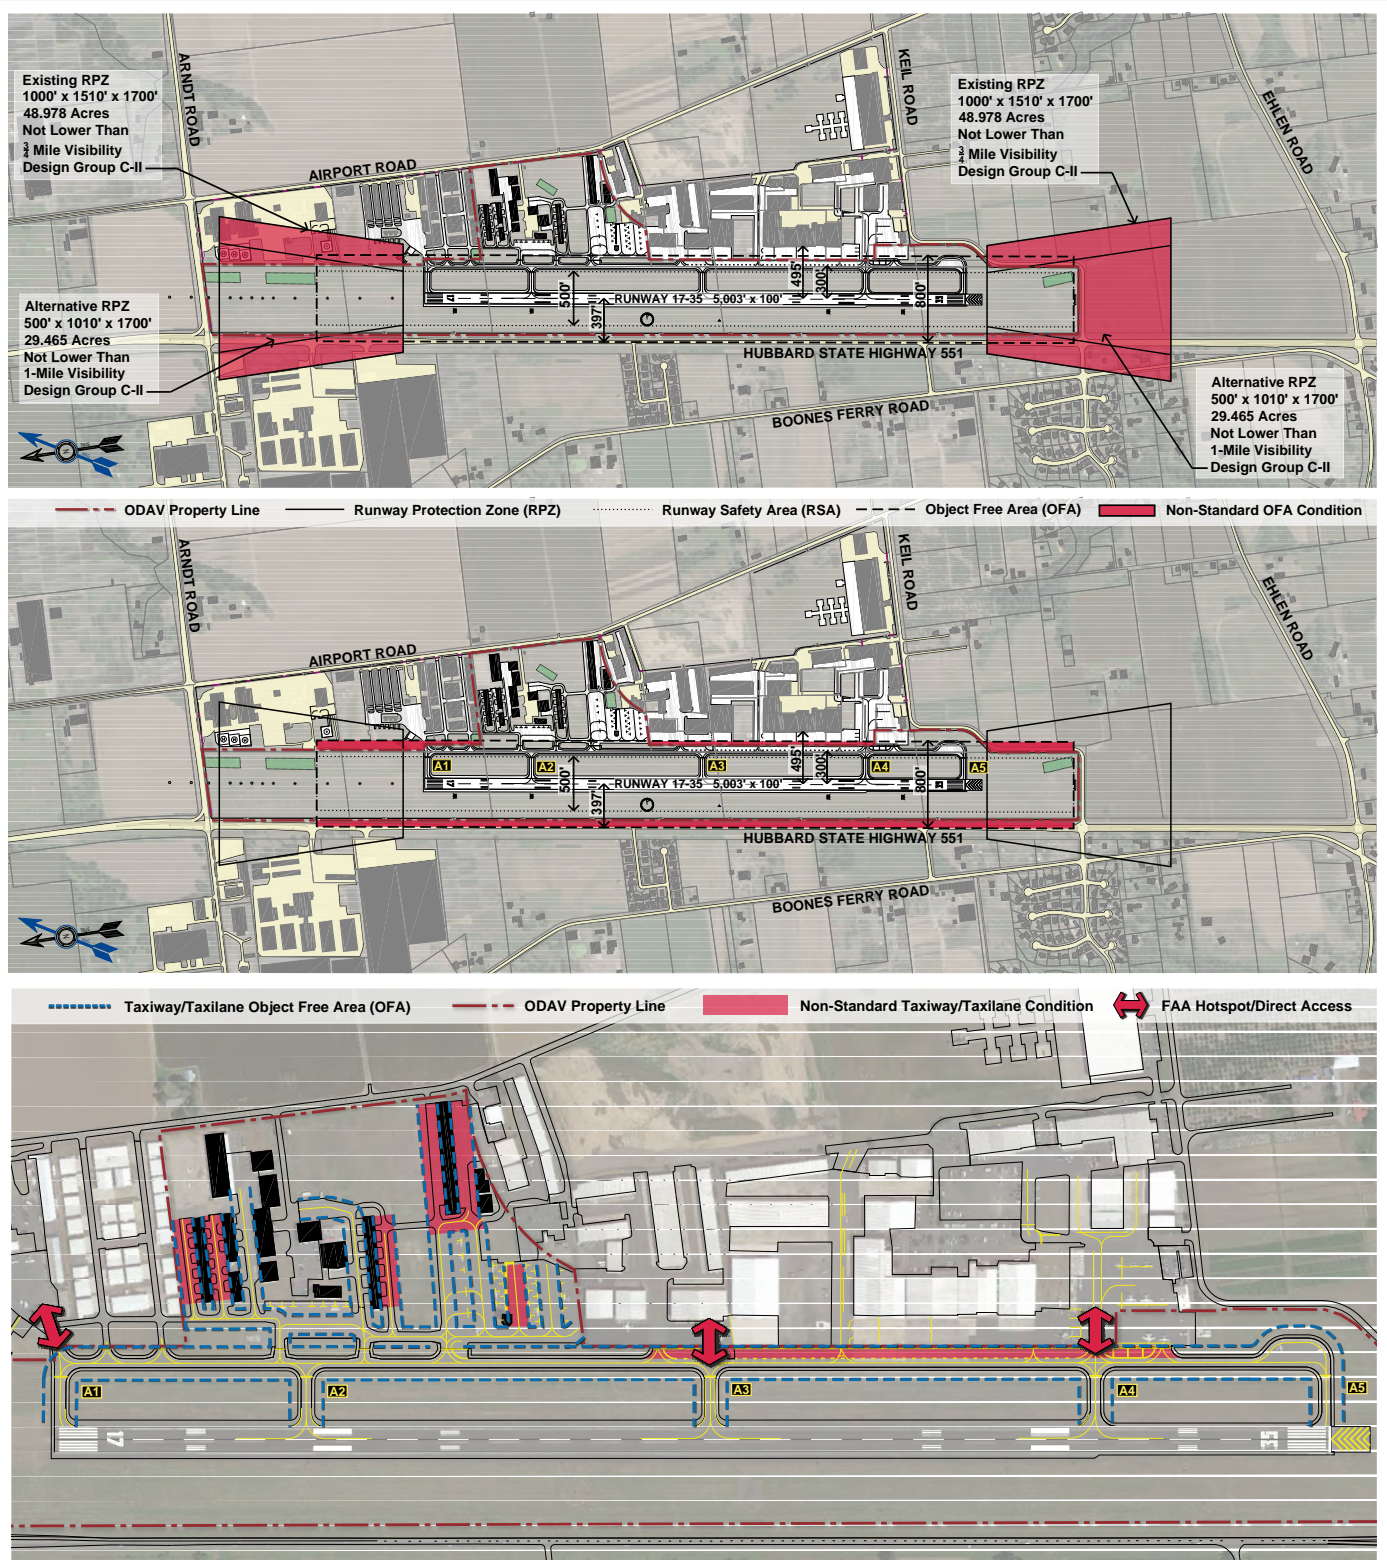 ARNDT ROAD
Existing RPZ
1000' x 1510' x 1700'
48.978 Acres
Not Lower Than
¾ Mile Visibility
Design Group C-II
AIRPORT ROAD
KEIL ROAD
Existing RPZ
1000' x 1510' x 1700'
48.978 Acres
Not Lower Than
¾ Mile Visibility
Design Group C-II
EHLEN ROAD
Alternative RPZ
500' x 1010' x 1700'
29.465 Acres
Not Lower Than
1-Mile Visibility
Design Group C-II
17
500'
397'
RUNWAY 17-35 5,003' x 100'
495'
300'
800'
35
HUBBARD STATE HIGHWAY 551
BOONES FERRY ROAD
Alternative RPZ
500' x 1010' x 1700'
29.465 Acres
Not Lower Than
1-Mile Visibility
Design Group C-II
N
ODAV Property Line
Runway Protection Zone (RPZ)
Runway Safety Area (RSA)
Object Free Area (OFA)
Non-Standard OFA Condition
ARNDT ROAD
AIRPORT ROAD
KEIL ROAD
EHLEN ROAD
A1
A2
A3
A4
A5
17
500'
397'
RUNWAY 17-35 5,003' x 100'
495'
300'
800'
35
HUBBARD STATE HIGHWAY 551
BOONES FERRY ROAD
N
Taxiway/Taxilane Object Free Area (OFA)
ODAV Property Line
Non-Standard Taxiway/Taxilane Condition
FAA Hotspot/Direct Access
A1
A2
A3
A4
A5
17
35